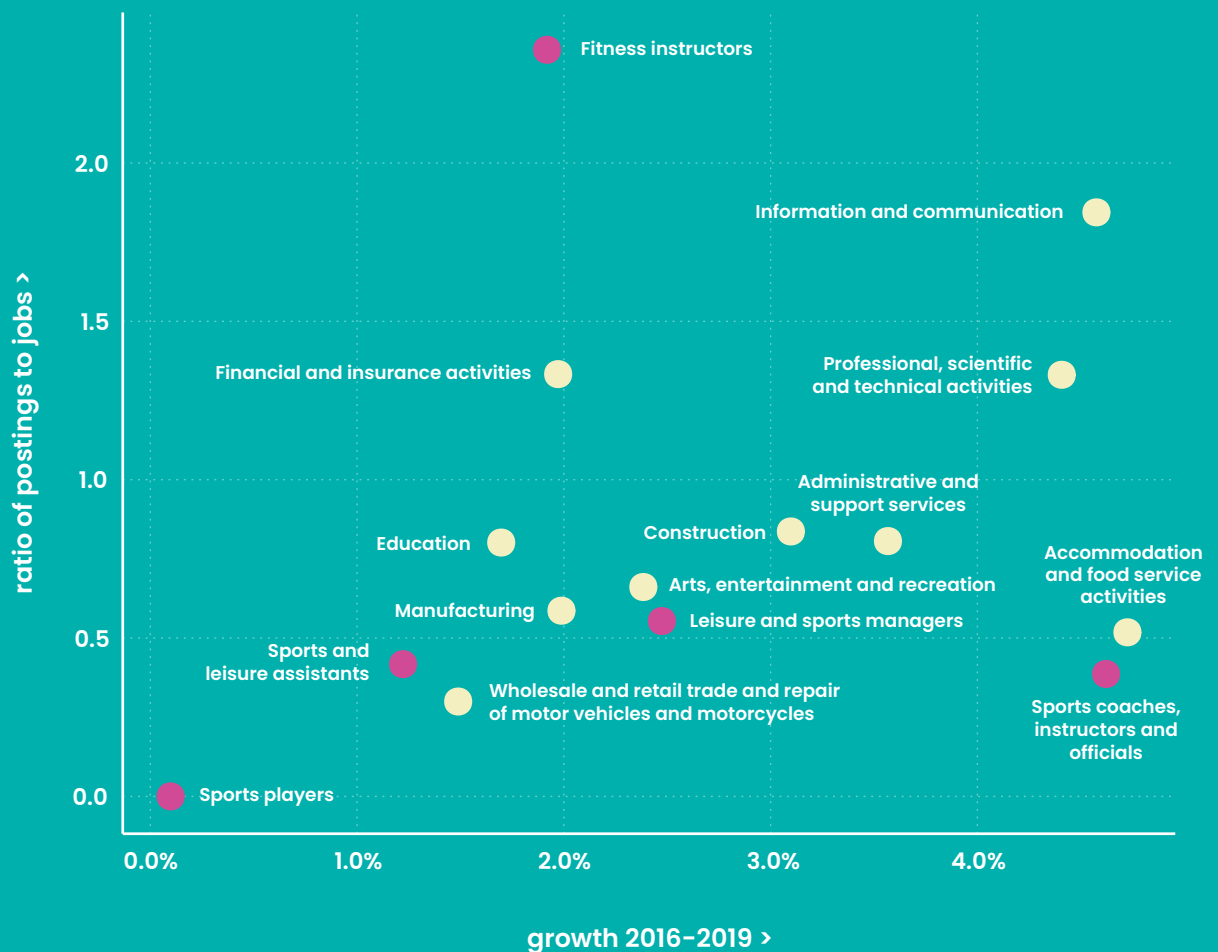 Fitness instructors
2.0
Information and communication
ratio of postings to jobs >
1.5
Financial and insurance activities
Professional, scientific
and technical activities
1.0
Administrative and
support services
Construction
Education
Accommodation
and food service
activities
Arts, entertainment and recreation
Manufacturing
Leisure and sports managers
0.5
Sports and
leisure assistants
Wholesale and retail trade and repair
of motor vehicles and motorcycles
Sports coaches,
instructors and
officials
0.0
Sports players
0.0%
1.0%
2.0%
3.0%
4.0%
growth 2016-2019 >